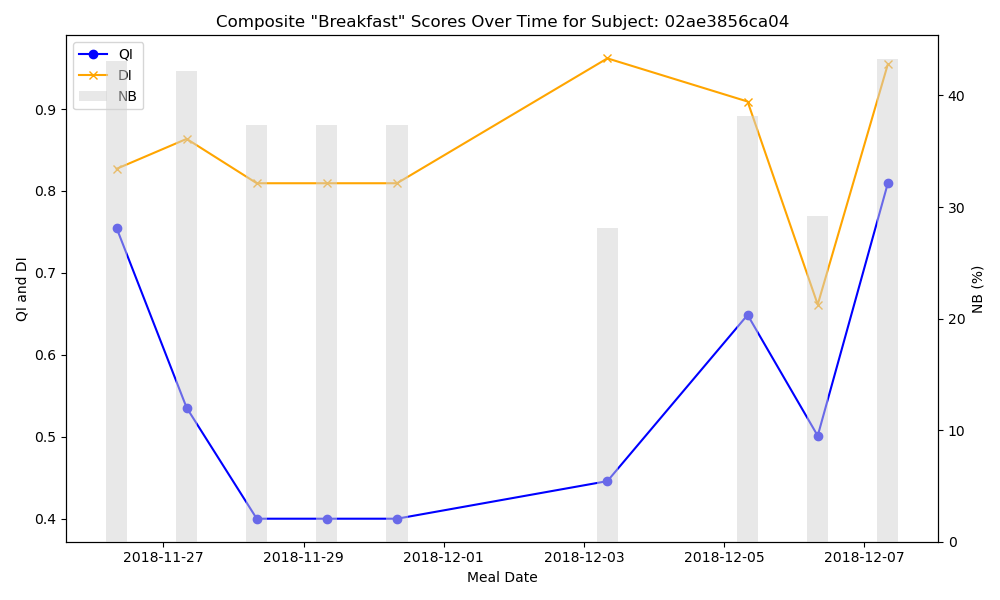 Composite "Breakfast" Scores Over Time for Subject: 02ae3856ca04
QI
DI
NB
0.9
0.8
0.7
0.6
0.5
0.4
QI and DI
40
30
20
10
0
NB (%)
2018-11-27
2018-11-29
2018-12-01
2018-12-03
2018-12-05
2018-12-07
Meal Date